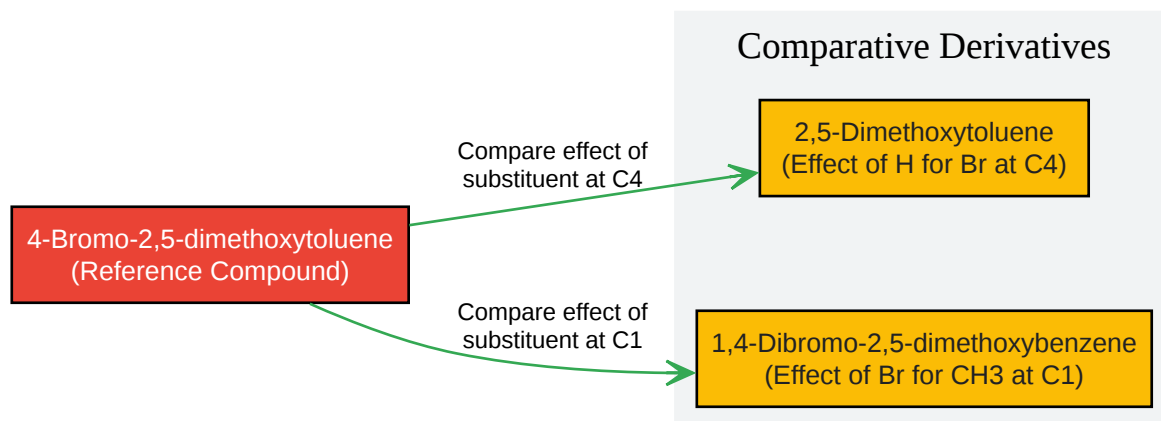 Comparative Derivatives
2,5-Dimethoxytoluene
(Effect of H for Br at C4)
Compare effect of
substituent at C4
4-Bromo-2,5-dimethoxytoluene
(Reference Compound)
Compare effect of
substituent at C1
1,4-Dibromo-2,5-dimethoxybenzene
(Effect of Br for CH3 at C1)